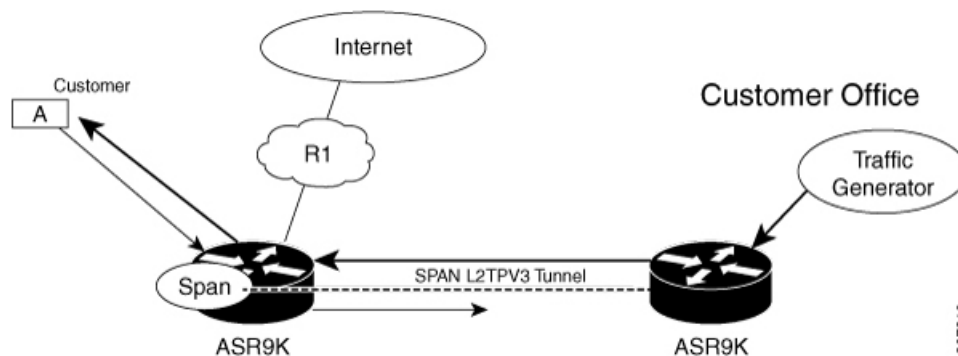 Internet
Customer
A
R1
Customer Office
Traffic
Generator
SPAN L2TPV3 Tunnel
Span
ASR9K
ASR9K